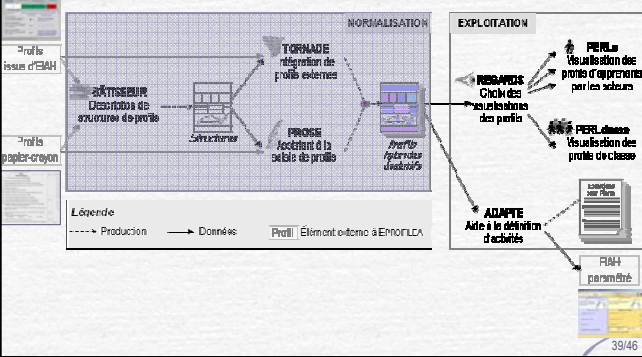 NORMALISATION
EXPLOITATION
Profils
issus d'EIAH
BÂTISSEUR
Description de
structures de profils
Structures
TORNADE
Intégration de
profils externes
PROSE
Assistant à la
saisie de profils
Profils
papier-crayon
Profils
hybrides
évolutifs
REGARDS
Choix des
visualisations
des profils
PERLs
Visualisation des
profils d'apprenants
par les acteurs
PERLclasse
Visualisation des
profils de classe
ADAPTE
Aide à la définition
d'activités
sur
EIAH
paramétré
Légende
Production
Données
Profil
Élément externe à EPROFILEA
39/46